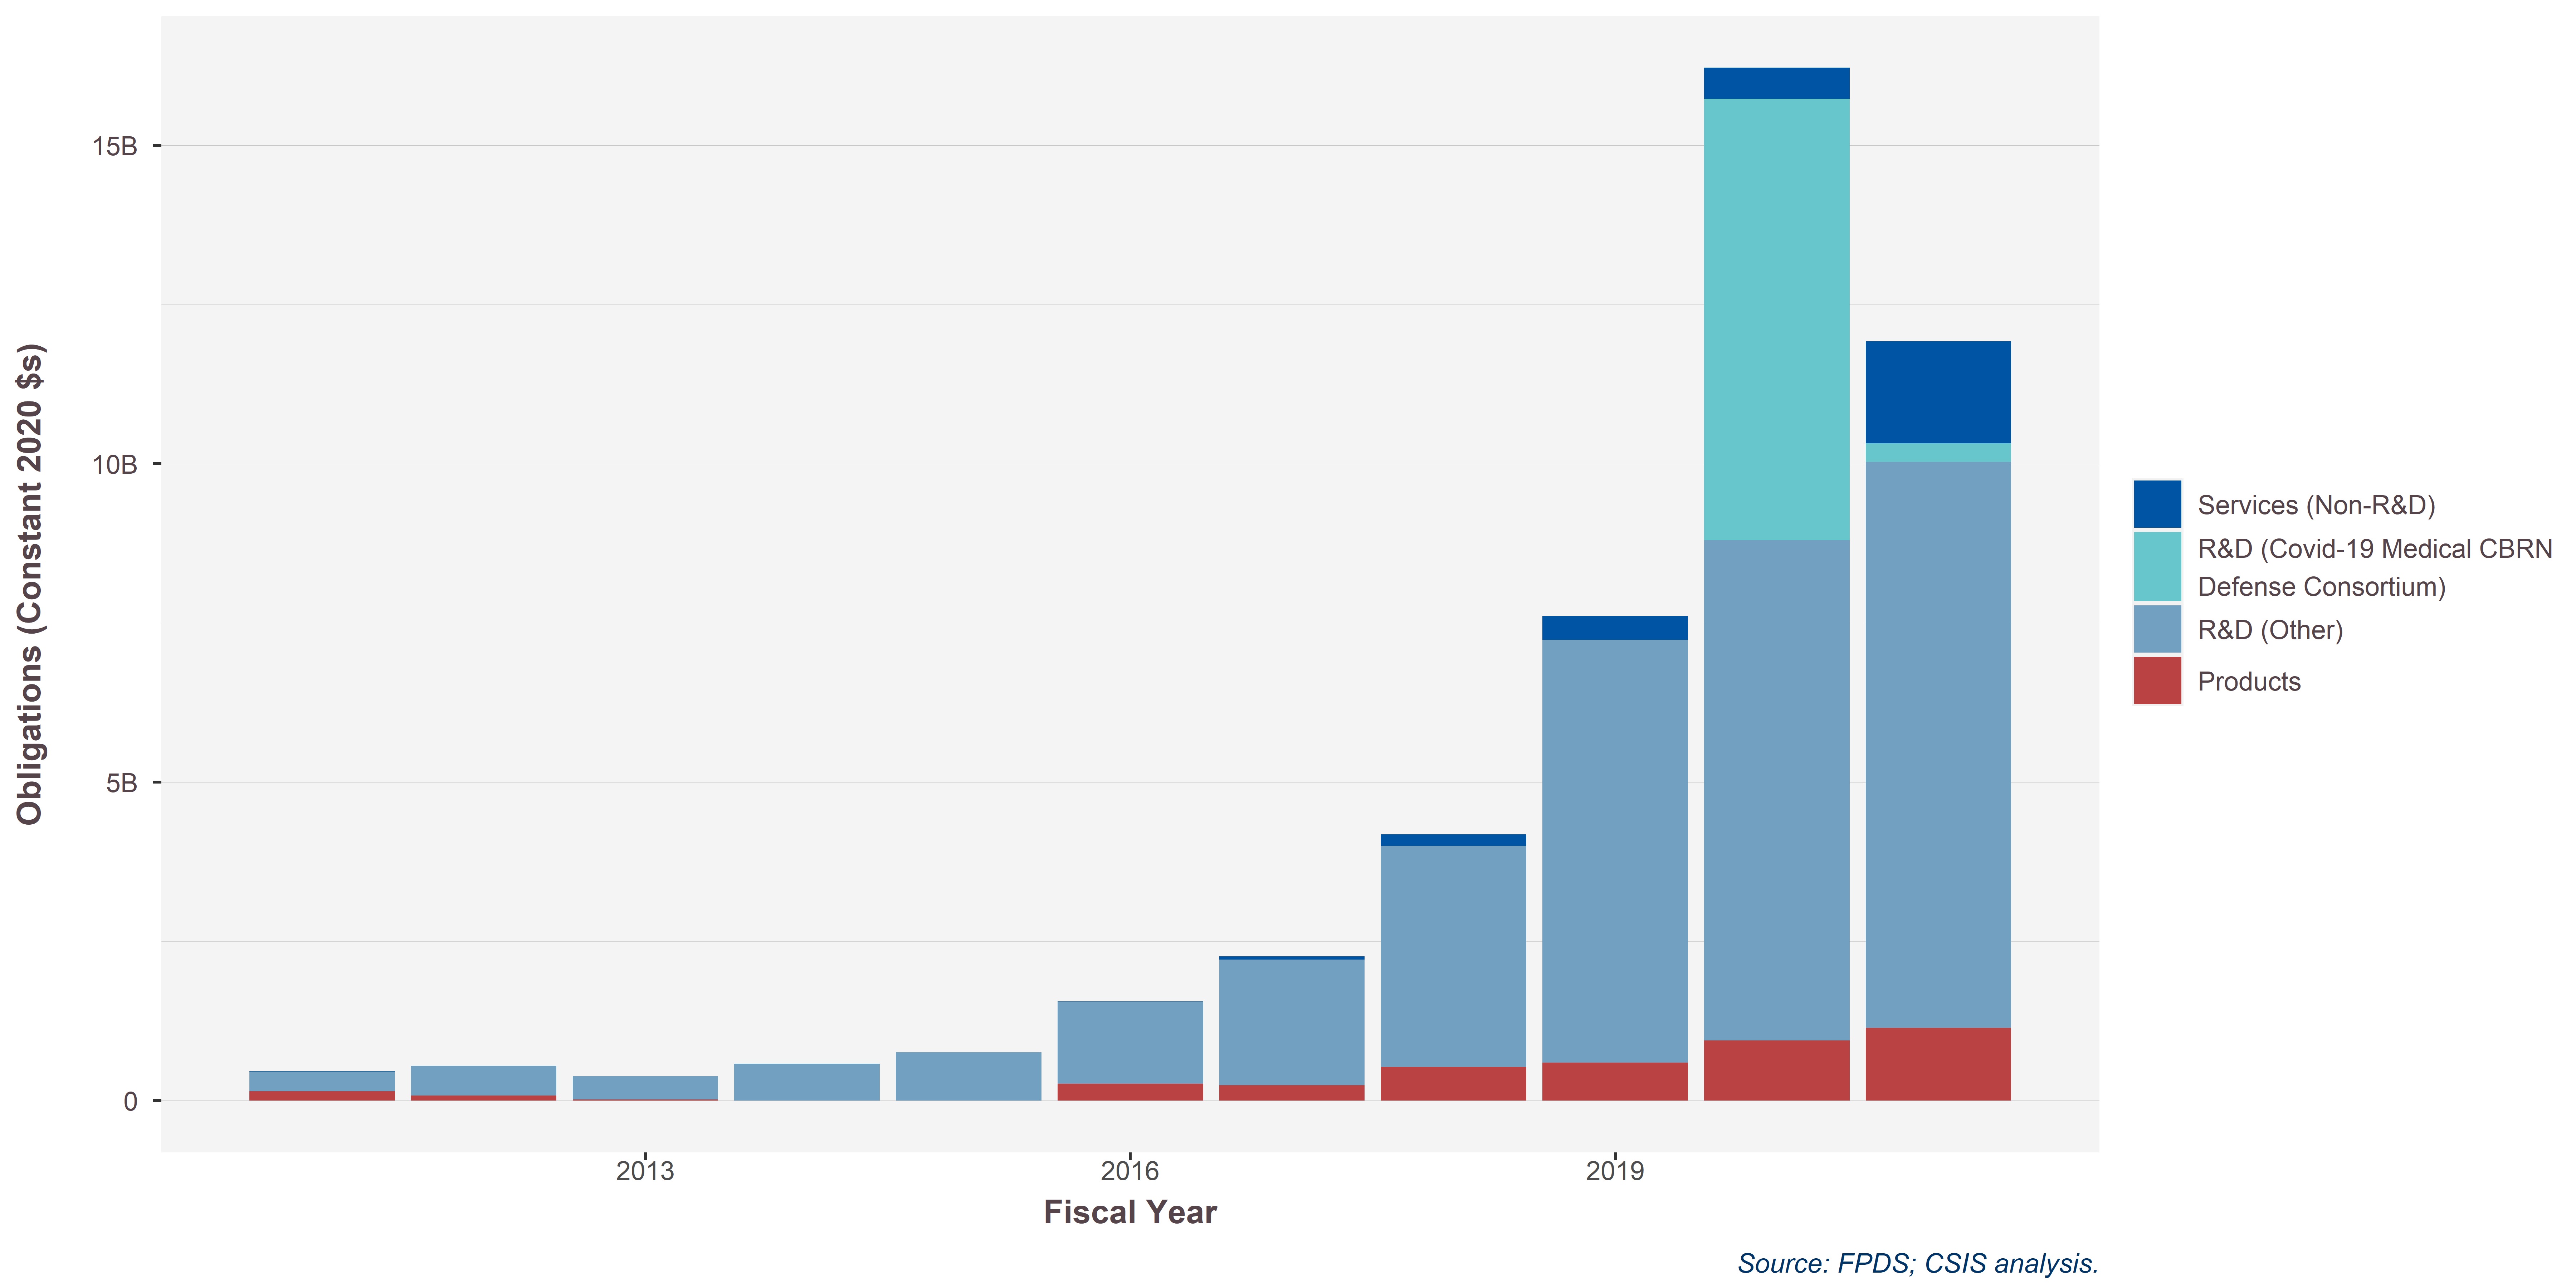 Obligations (Constant 2020 $s)
15B
10B
5B
0
2013
2016
2019
Fiscal Year
Services (Non-R&D)
R&D (Covid-19 Medical CBRN
Defense Consortium)
R&D (Other)
Products
Source: FPDS; CSIS analysis.